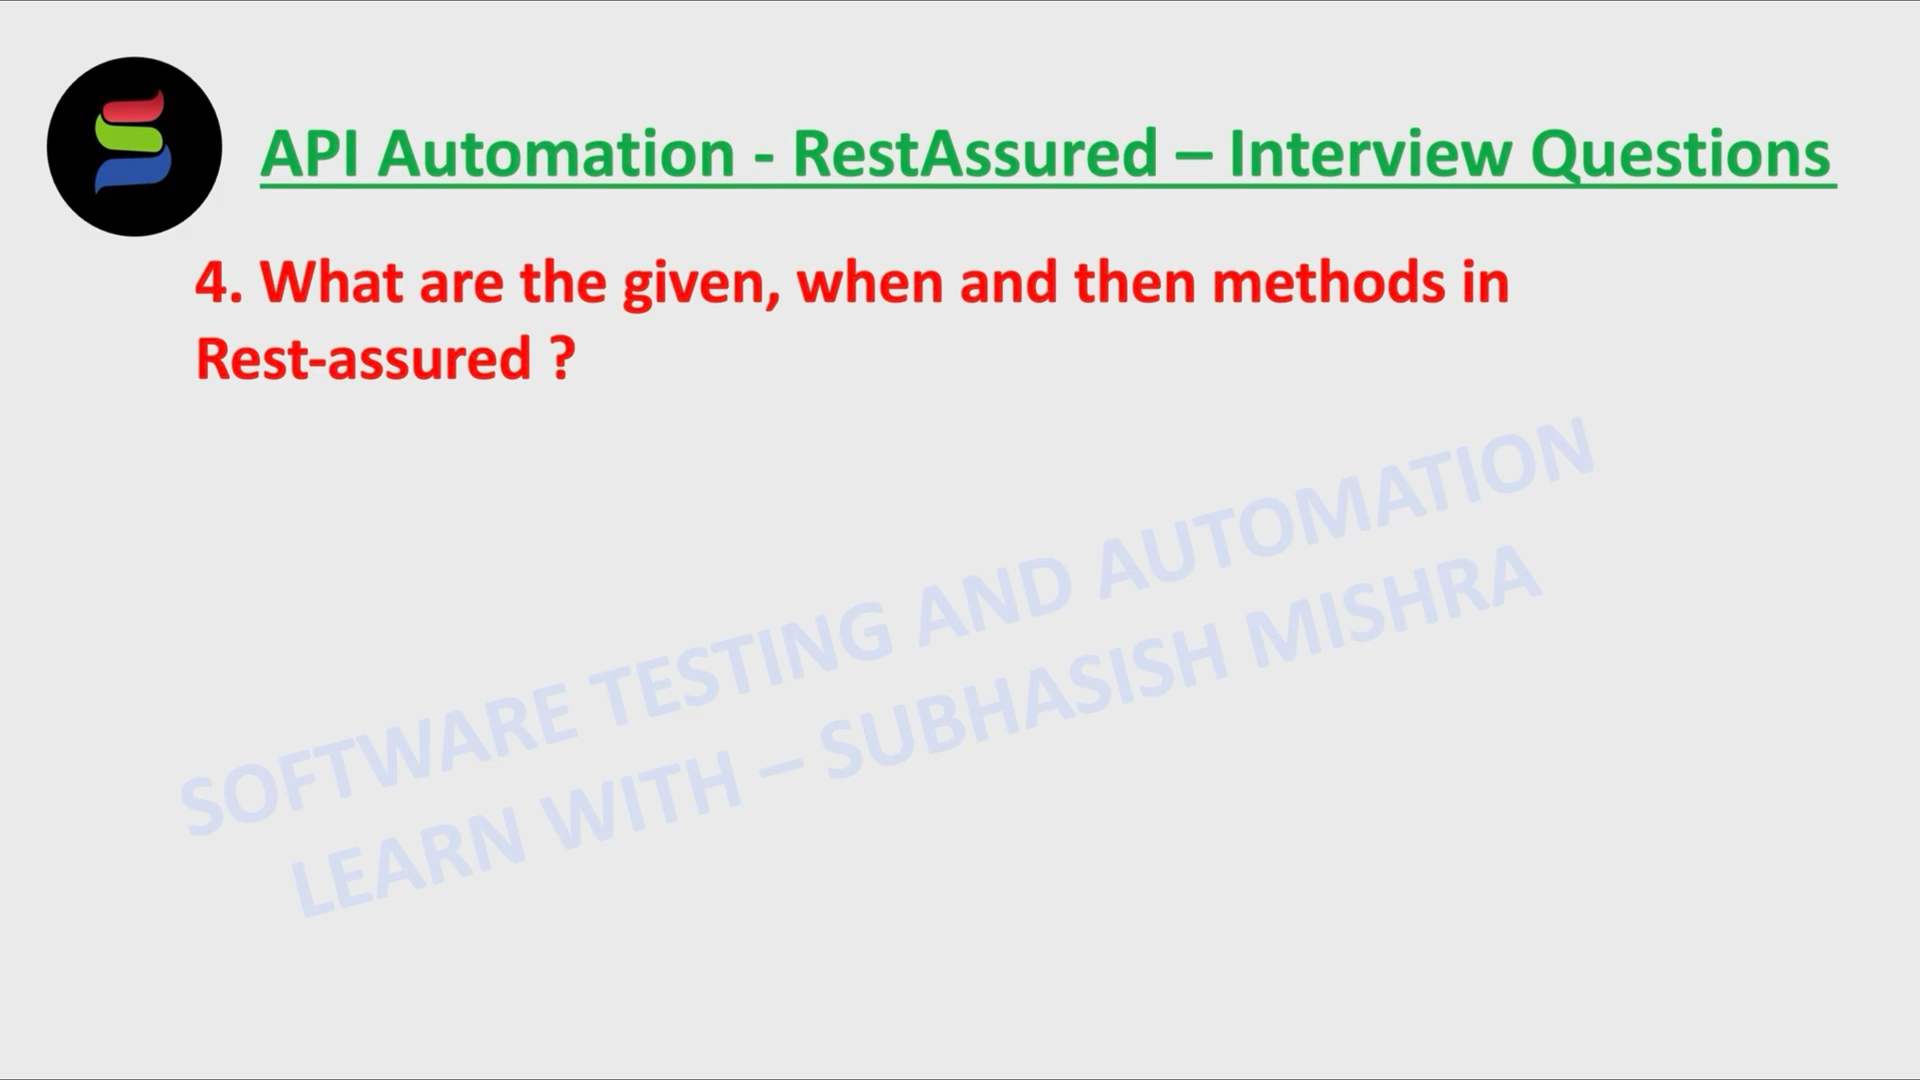 API Automation - RestAssured – Interview Questions
4. What are the given, when and then methods in
Rest-assured ?
SOFTWARE TESTING AND AUTOMATION
LEARN WITH – SUBHASISH MISHRA